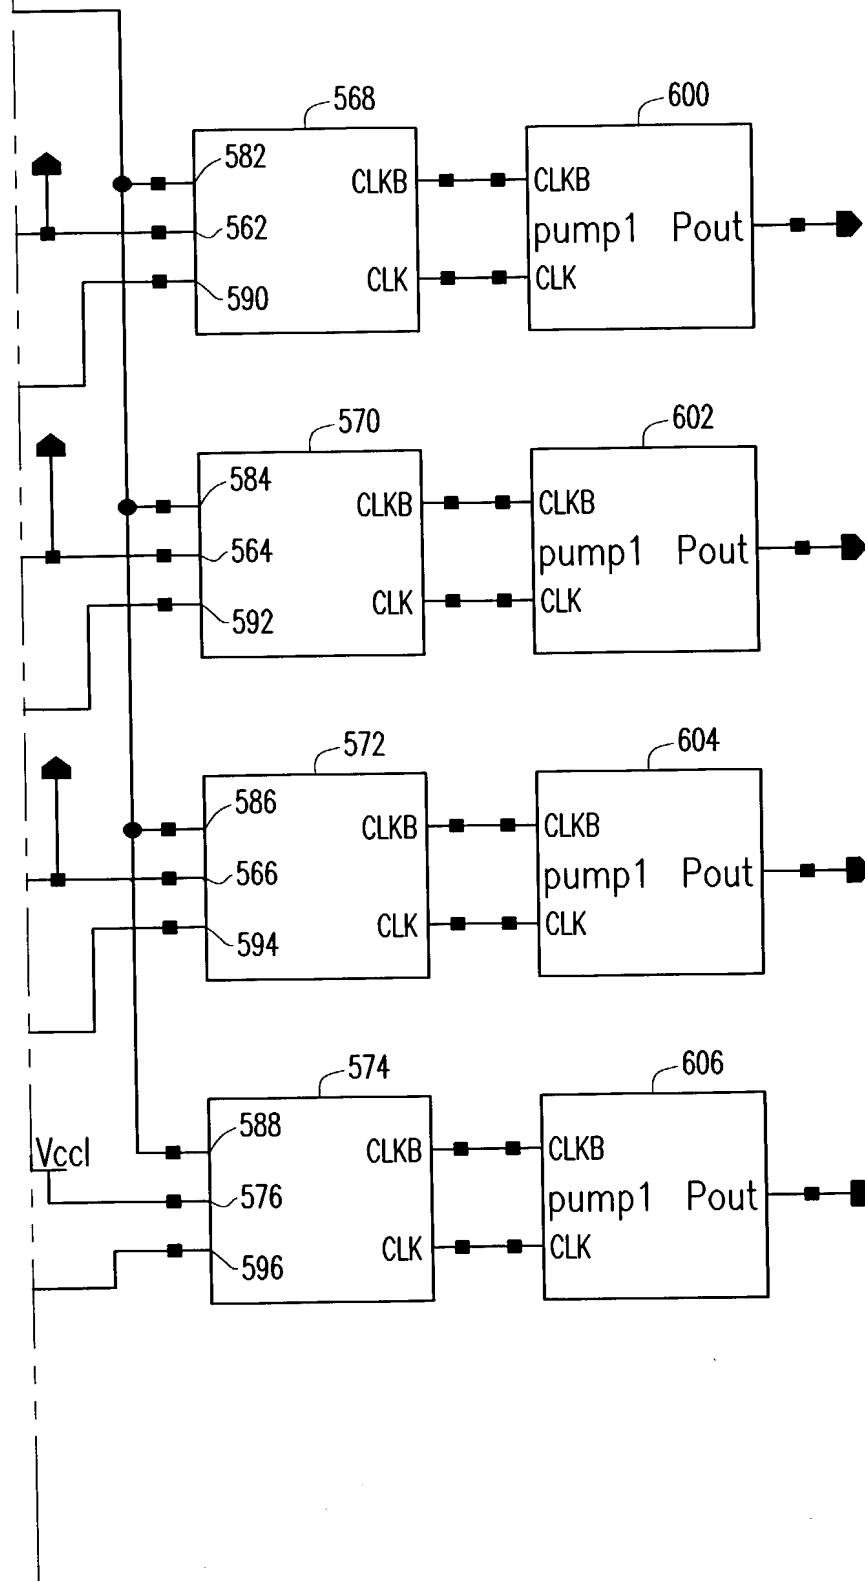 568 600
582 CLKB CLKB
562 pump1 Pout
590 CLK CLK
570 602
584 CLKB CLKB
564 pump1 Pout
592 CLK CLK
572 604
586 CLKB CLKB
566 pump1 Pout
594 CLK CLK
574 606
588 CLKB CLKB
Vccl
576 pump1 Pout
596 CLK CLK